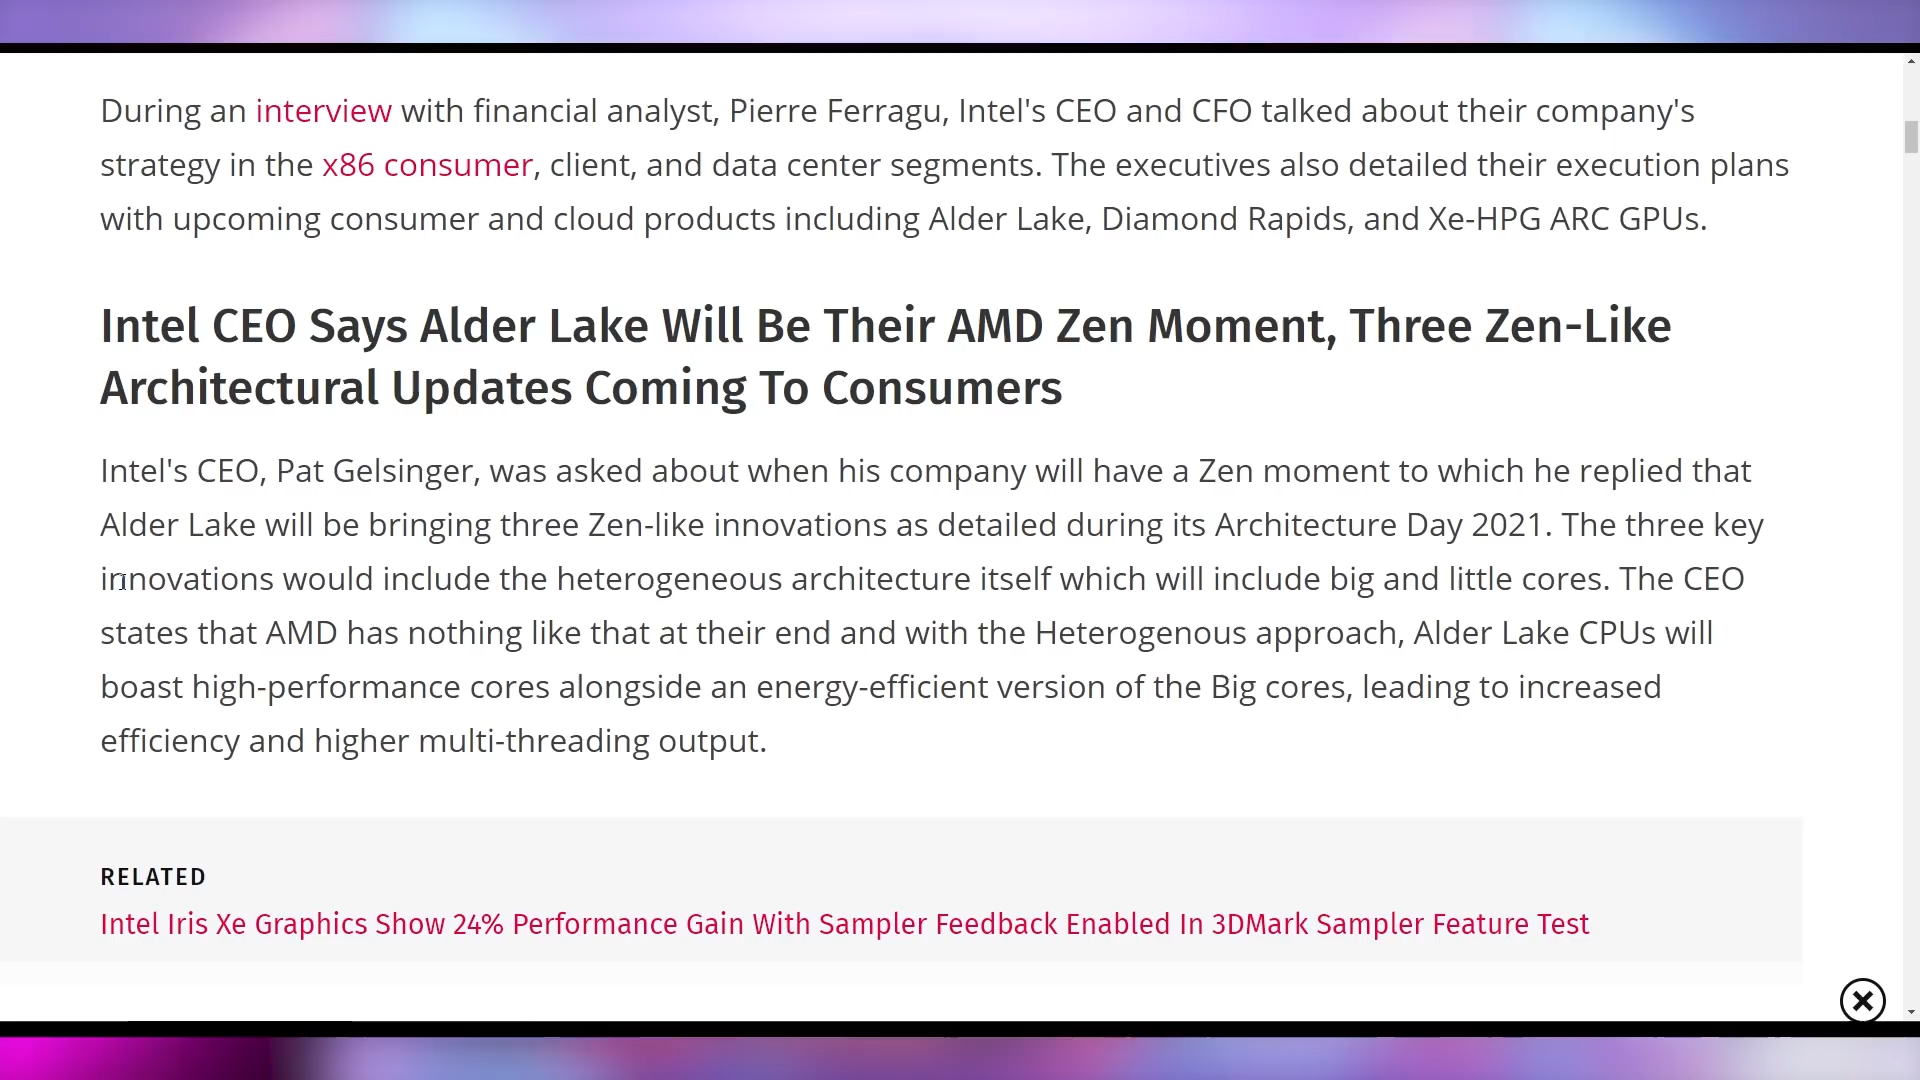 During an interview with financial analyst, Pierre Ferragu, Intel's CEO and CFO talked about their company's
strategy in the x86 consumer, client, and data center segments. The executives also detailed their execution plans
with upcoming consumer and cloud products including Alder Lake, Diamond Rapids, and Xe-HPG ARC GPUs.
Intel CEO Says Alder Lake Will Be Their AMD Zen Moment, Three Zen-Like
Architectural Updates Coming To Consumers
Intel's CEO, Pat Gelsinger, was asked about when his company will have a Zen moment to which he replied that
Alder Lake will be bringing three Zen-like innovations as detailed during its Architecture Day 2021. The three key
innovations would include the heterogeneous architecture itself which will include big and little cores. The CEO
states that AMD has nothing like that at their end and with the Heterogenous approach, Alder Lake CPUs will
boast high-performance cores alongside an energy-efficient version of the Big cores, leading to increased
efficiency and higher multi-threading output.
RELATED
Intel Iris Xe Graphics Show 24% Performance Gain With Sampler Feedback Enabled In 3DMark Sampler Feature Test